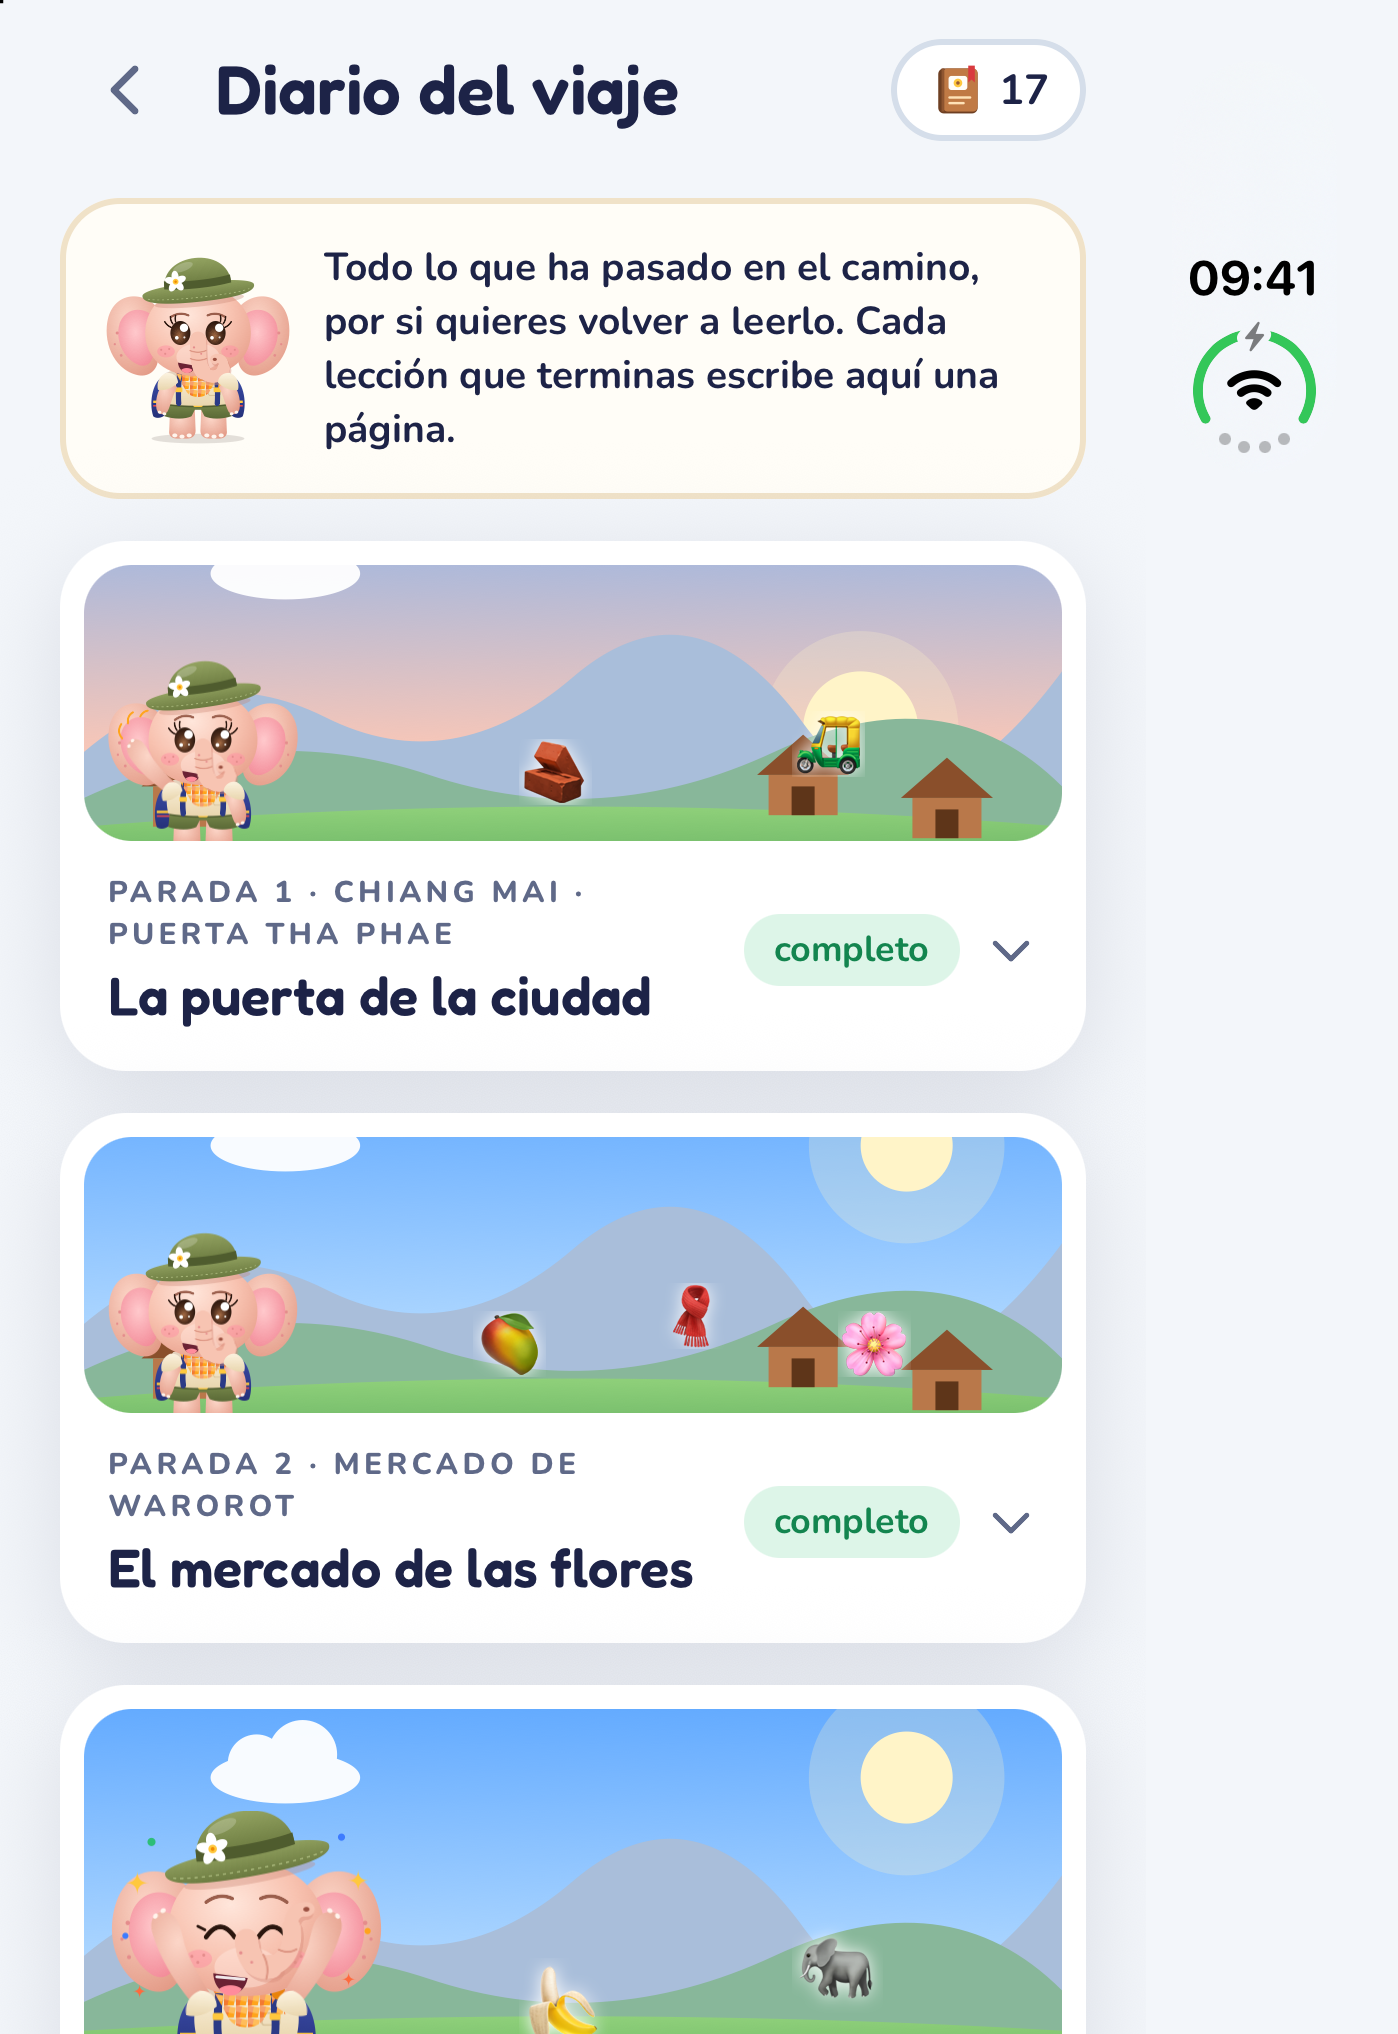 Diario del viaje
17
Todo lo que ha pasado en el camino,
por si quieres volver a leerlo. Cada
lección que terminas escribe aquí una
página.
09:41
PARADA 1 · CHIANG MAI ·
PUERTA THA PHAE
completo
La puerta de la ciudad
PARADA 2 · MERCADO DE
WAROROT
completo
El mercado de las flores